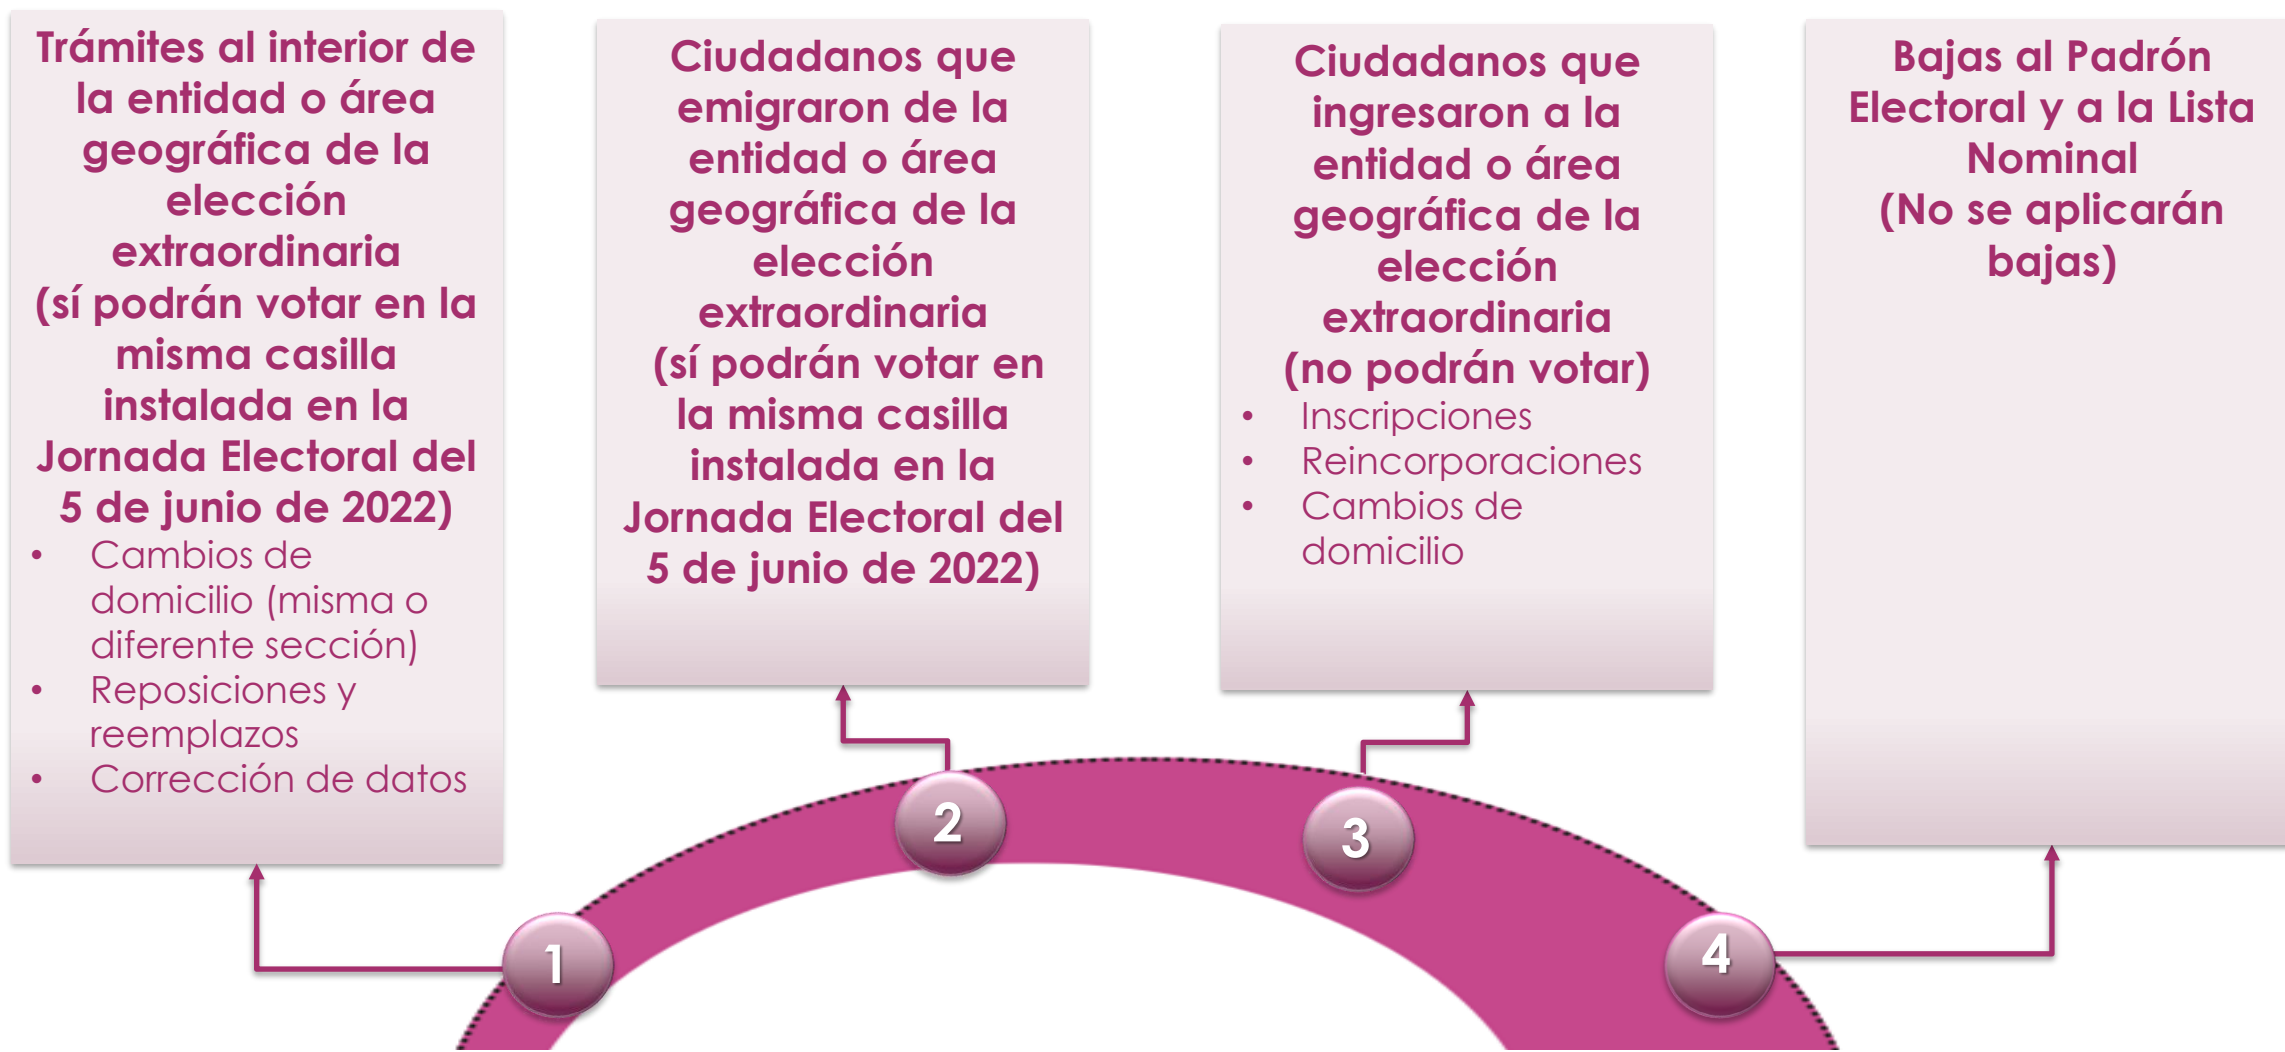 Trámites al interior de
la entidad o área
geográfica de la
elección
extraordinaria
(sí podrán votar en la
misma casilla
instalada en la
Jornada Electoral del
5 de junio de 2022)
• Cambios de
domicilio (misma o
diferente sección)
• Reposiciones y
reemplazos
• Corrección de datos
Ciudadanos que
emigraron de la
entidad o área
geográfica de la
elección
extraordinaria
(sí podrán votar en
la misma casilla
instalada en la
Jornada Electoral del
5 de junio de 2022)
Ciudadanos que
ingresaron a la
entidad o área
geográfica de la
elección
extraordinaria
(no podrán votar)
• Inscripciones
• Reincorporaciones
• Cambios de
domicilio
Bajas al Padrón
Electoral y a la Lista
Nominal
(No se aplicarán
bajas)
1
2
3
4